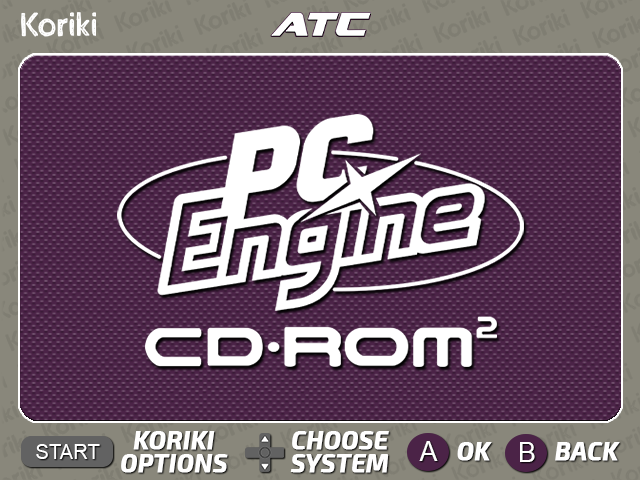 Koriki
ATC
PC
Engine
CD·ROM²
START
KORIKI
OPTIONS
CHOOSE
SYSTEM
A
OK
B
BACK